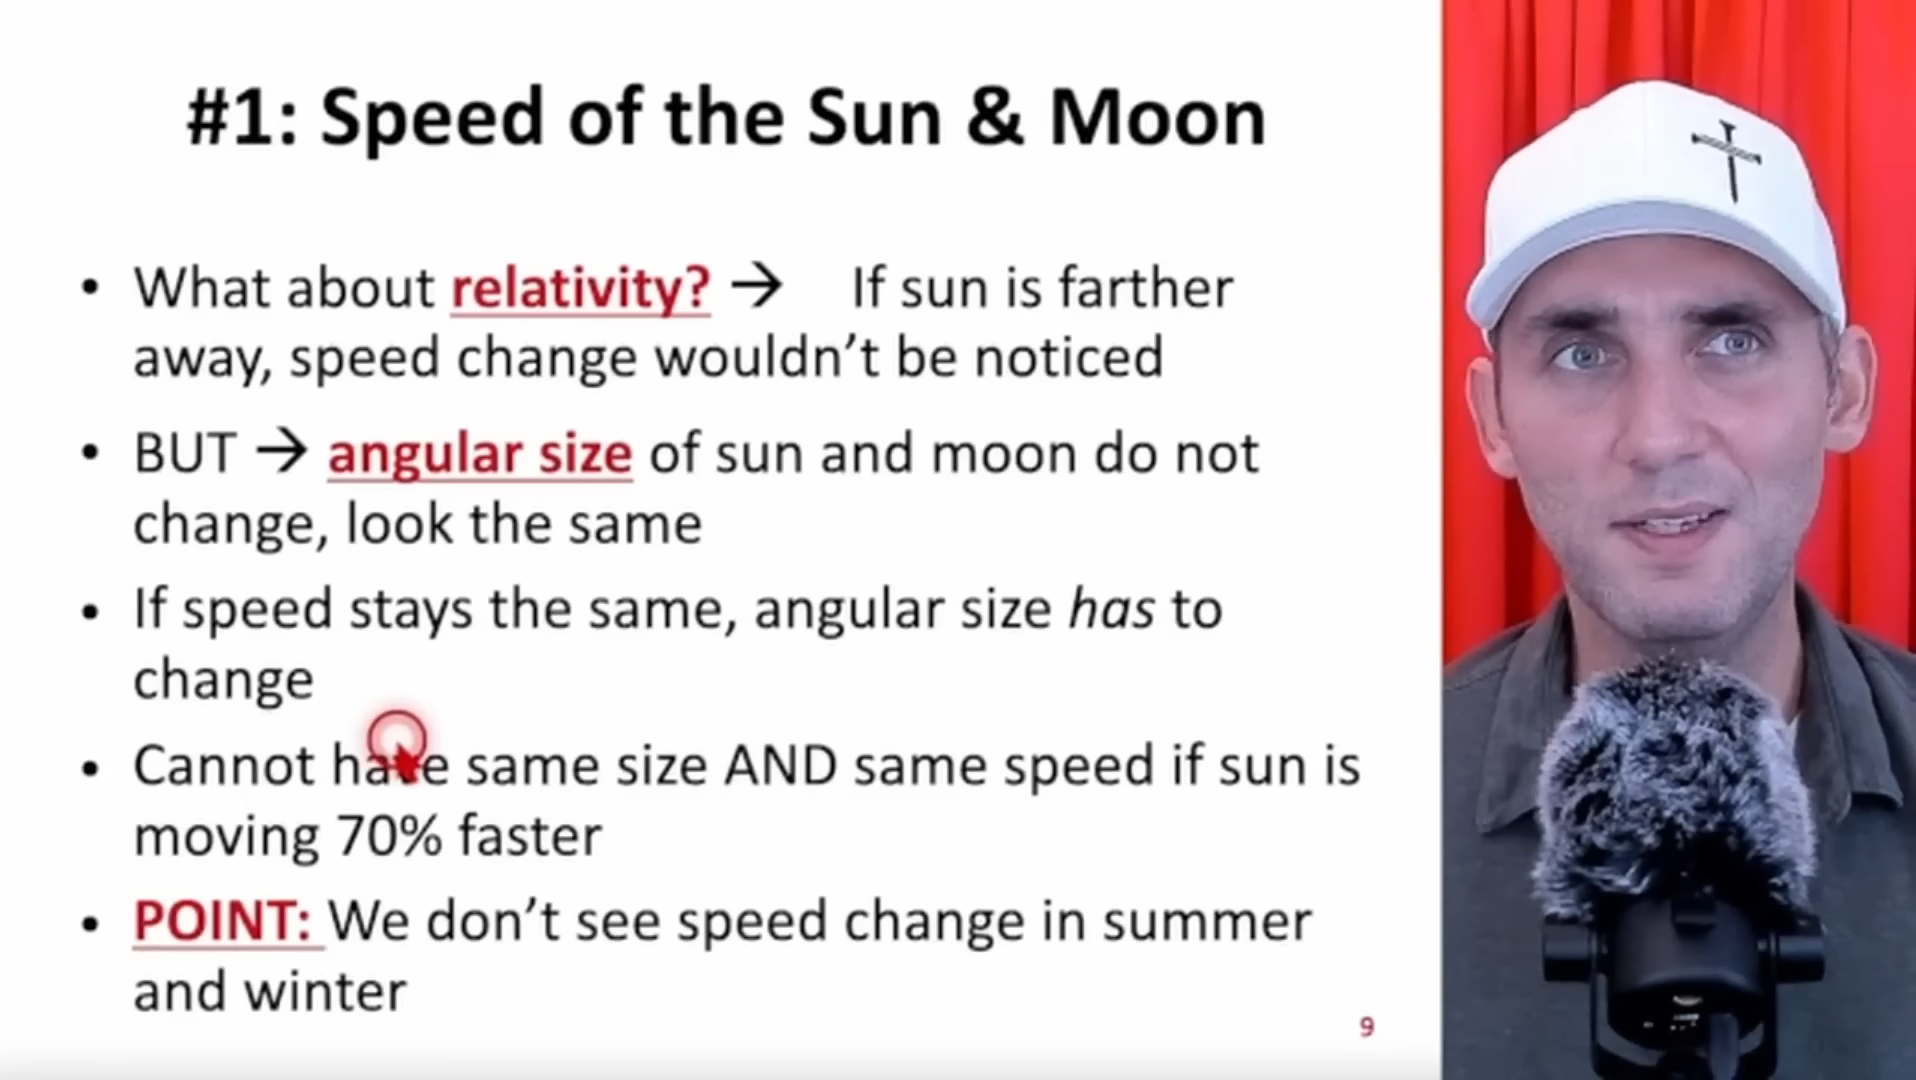 #1: Speed of the Sun & Moon
• What about relativity? → If sun is farther
away, speed change wouldn't be noticed
• BUT → angular size of sun and moon do not
change, look the same
• If speed stays the same, angular size has to
change
• Cannot have same size AND same speed if sun is
moving 70% faster
• POINT: We don't see speed change in summer
and winter
9